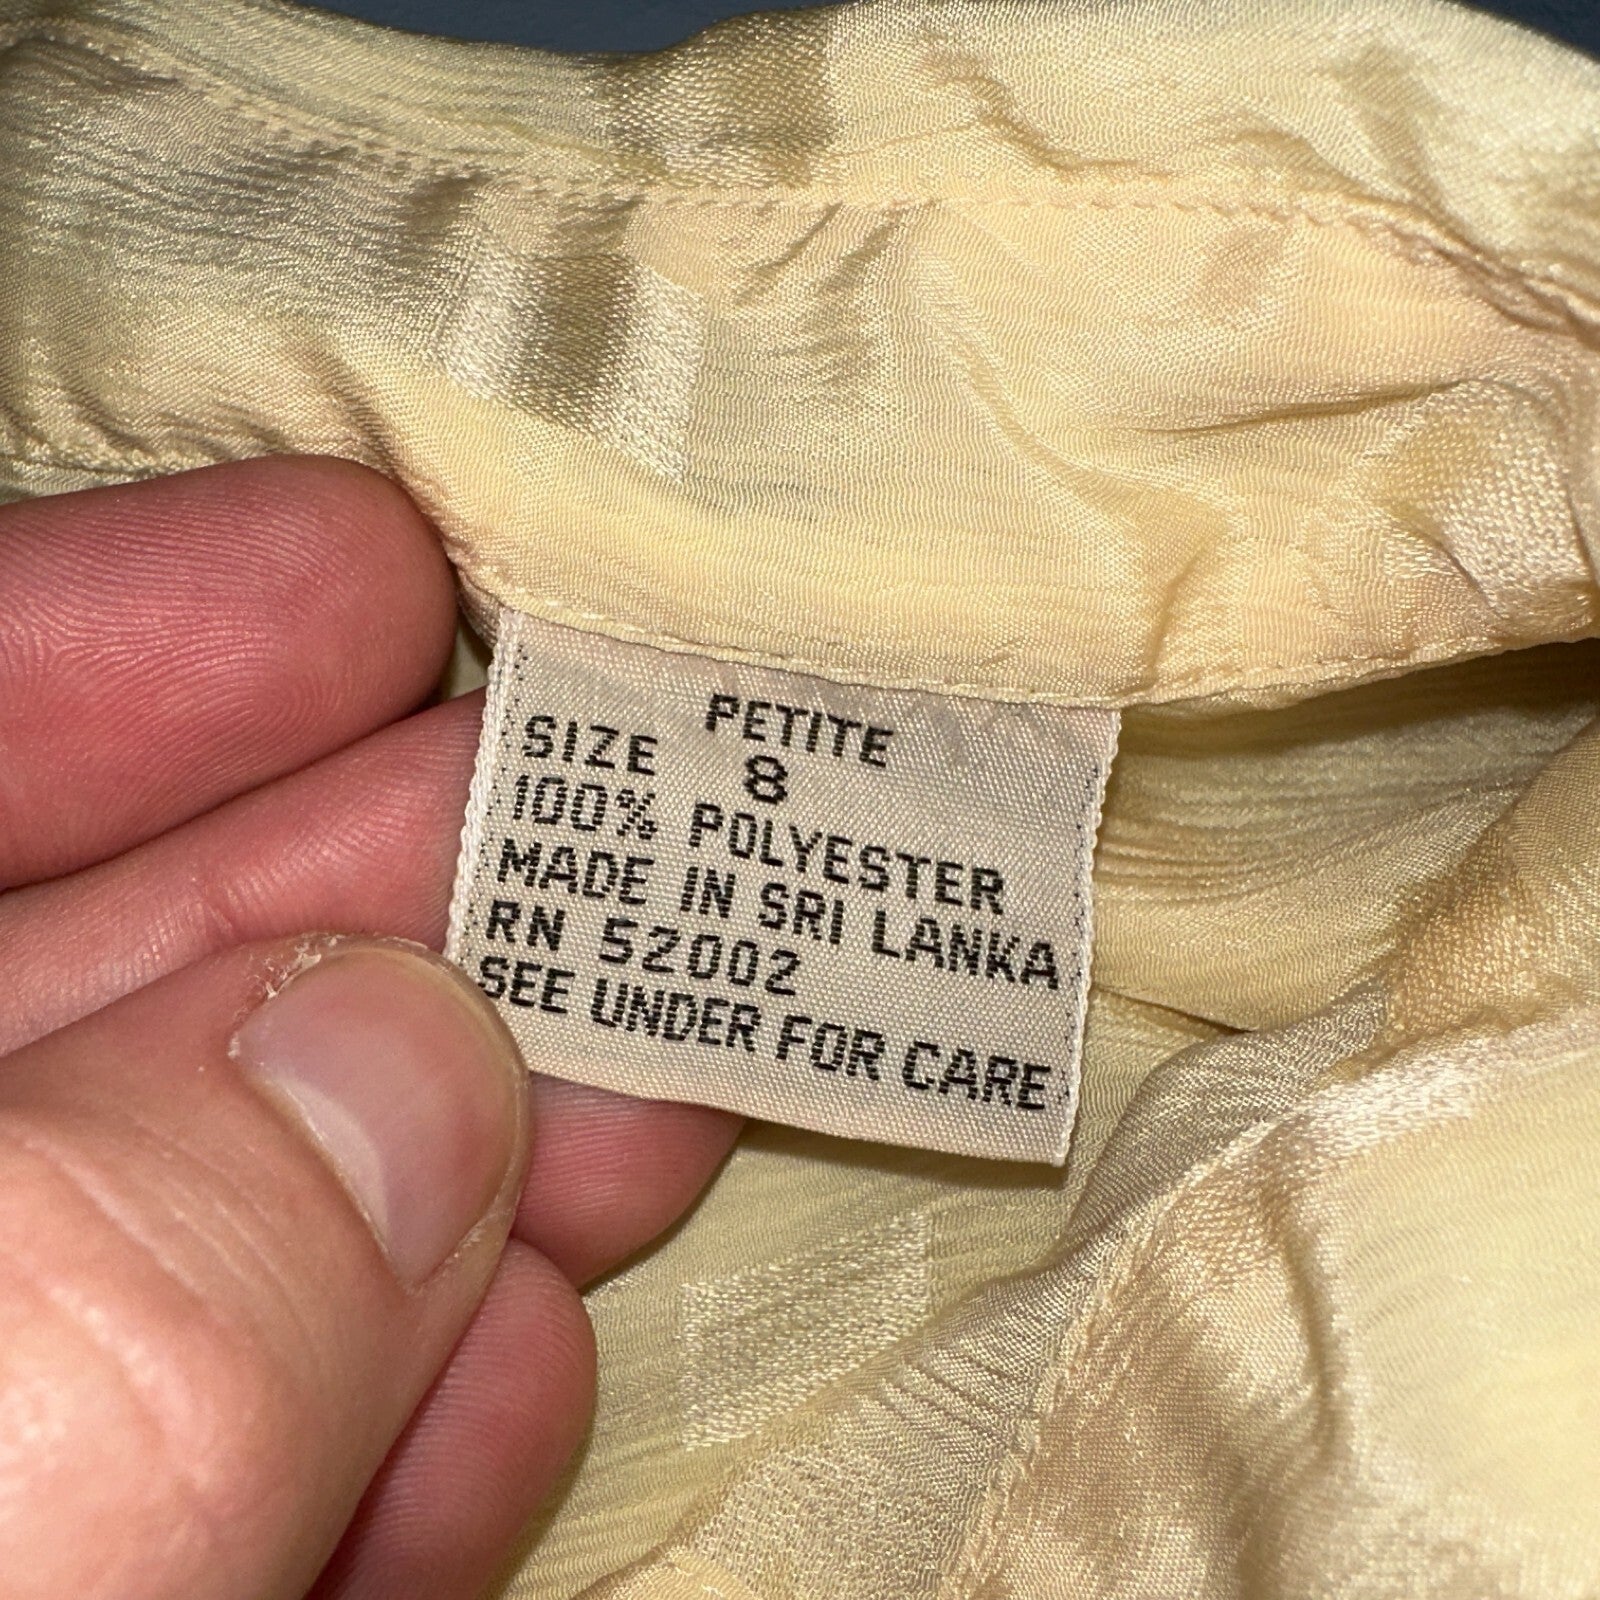 PETITE
SIZE 8
100% POLYESTER
MADE IN SRI LANKA
RN 52002
SEE UNDER FOR CARE